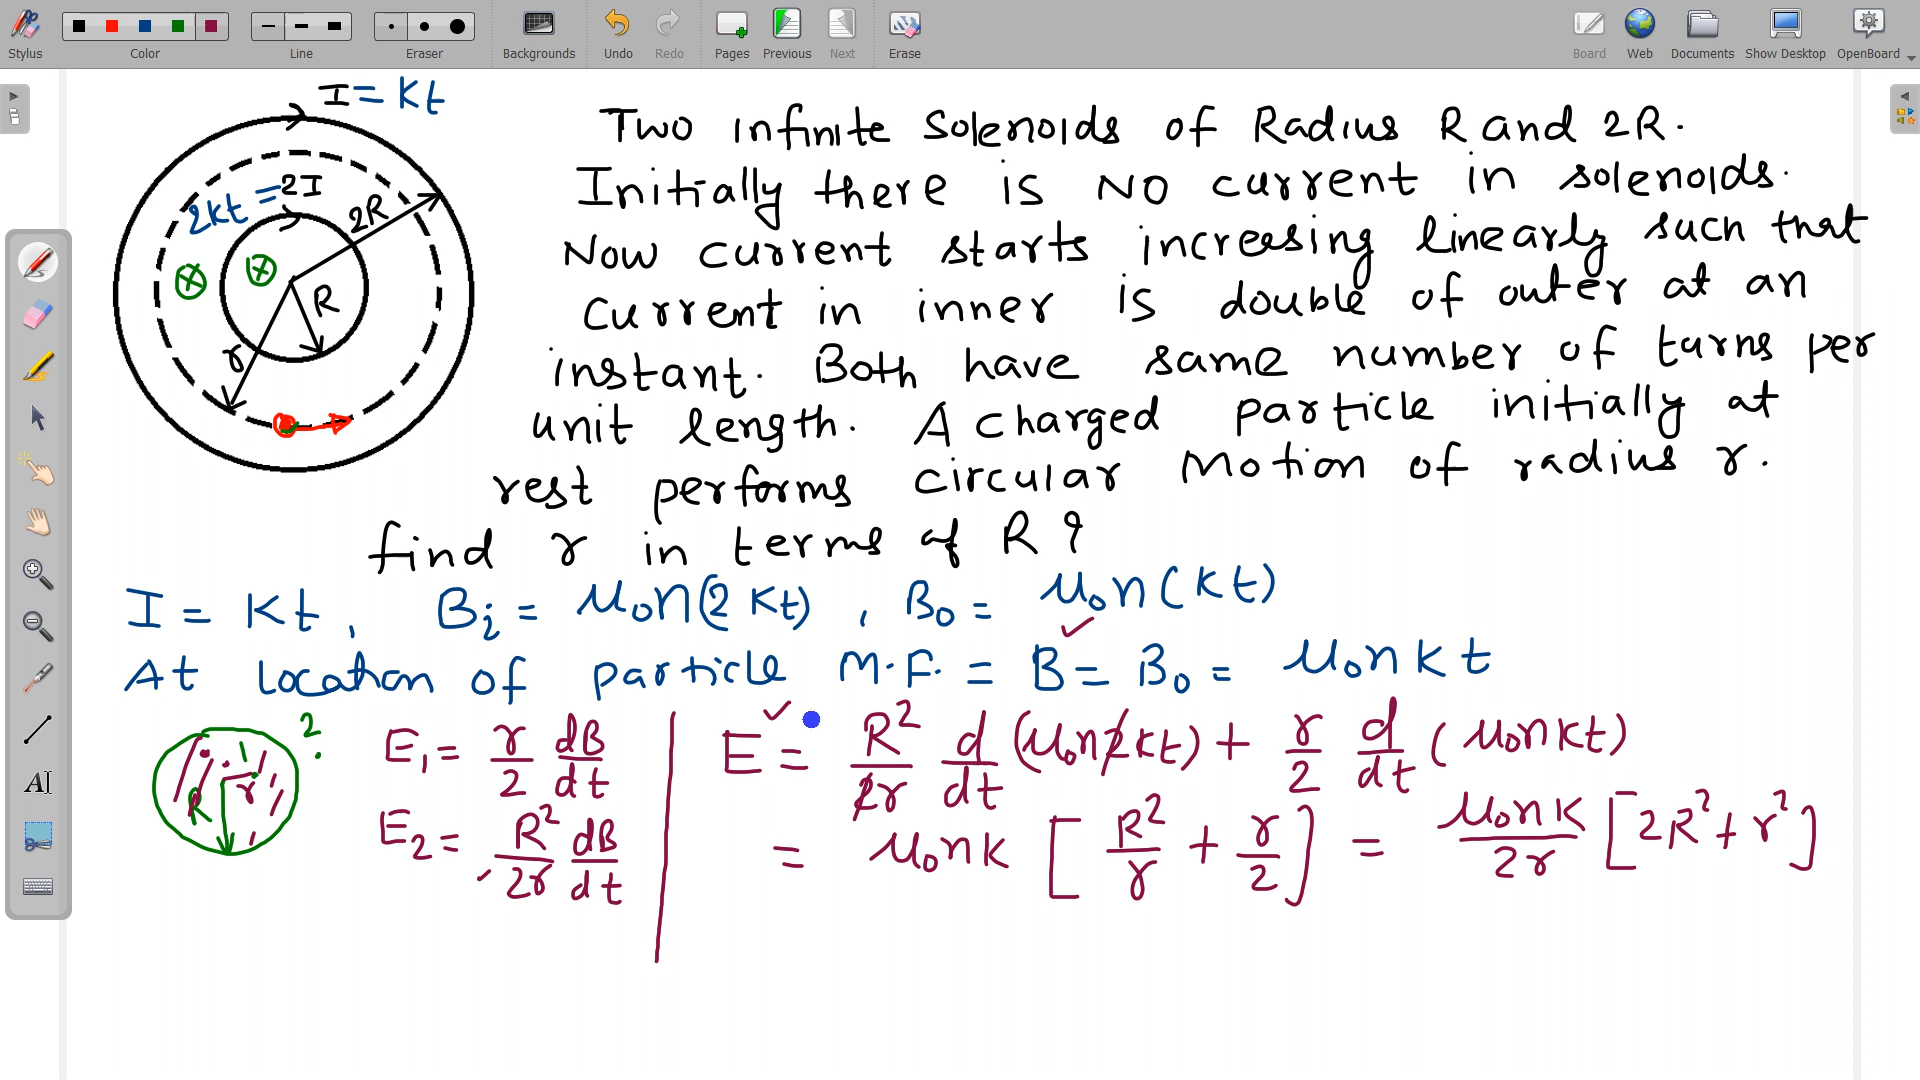 Stylus Color Line Eraser Backgrounds Undo Redo Pages Previous Next Erase Board Web Documents Show Desktop OpenBoard
I = Kt
2Kt = 2I
2R
R
r
Two infinite Solenoids of Radius R and 2R.
Initially there is NO current in solenoids.
Now current starts increasing linearly such that
current in inner is double of outer at an
instant. Both have same number of turns per
unit length. A charged particle initially at
rest performs circular motion of radius r.
find r in terms of R ?
I = Kt, Bi = μ₀n(2Kt), B₀ = μ₀n(Kt)
At location of particle M.F. = B = B₀ = μ₀nKt
1 2 R r
E₁ = r/2 dB/dt
E₂ = R²/2r dB/dt
E = R²/2r d/dt (μ₀n2Kt) + r/2 d/dt (μ₀nKt)
= μ₀nK [R²/r + r/2] = μ₀nK/2r [2R² + r²]
AI